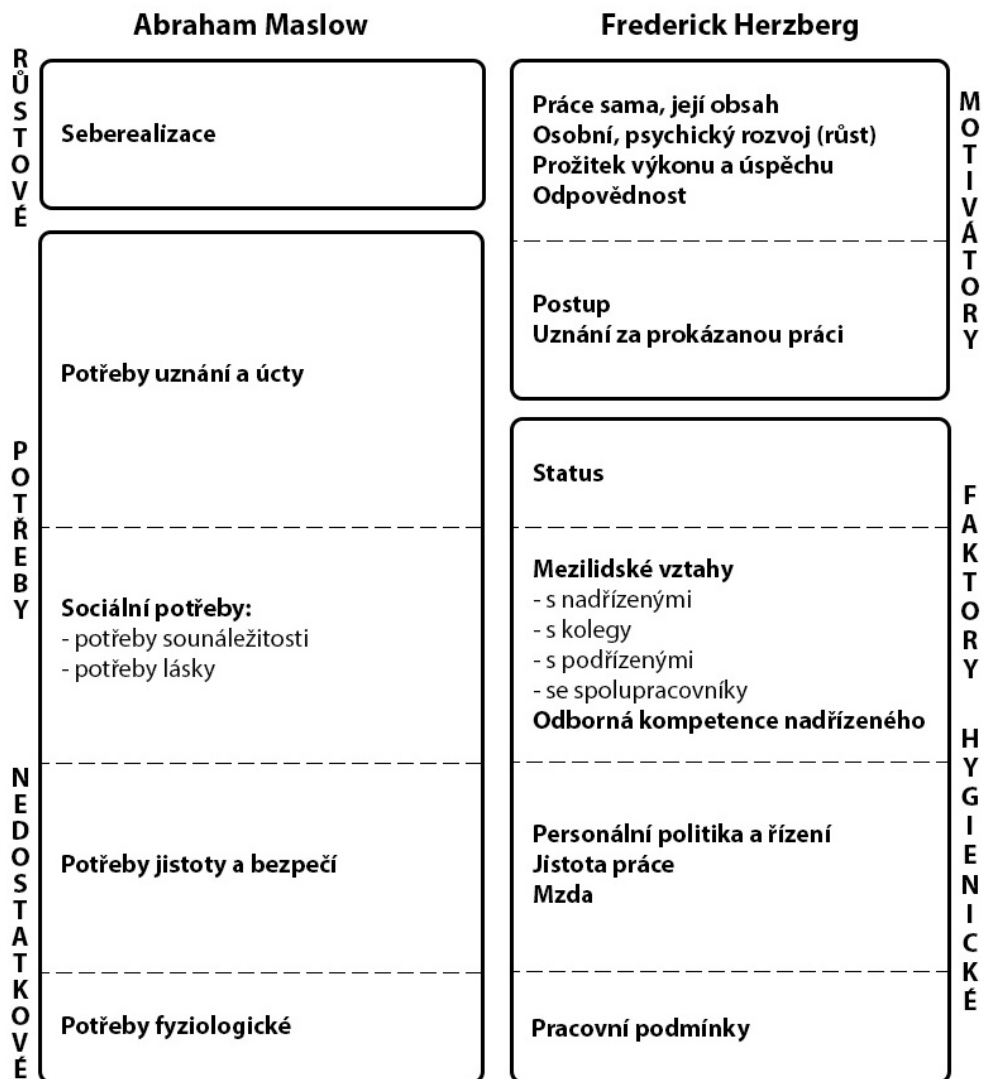 Abraham Maslow
Frederick Herzberg
RŮSTOVÉ
Seberealizace
Práce sama, její obsah
Osobní, psychický rozvoj (růst)
Prožitek výkonu a úspěchu
Odpovědnost
MOTIVÁTORY
Postup
Uznání za prokázanou práci
Potřeby uznání a úcty
POTŘEBY
Status
FAKTORY
Sociální potřeby:
- potřeby sounáležitosti
- potřeby lásky
Mezilidské vztahy
- s nadřízenými
- s kolegy
- s podřízenými
- se spolupracovníky
Odborná kompetence nadřízeného
HYGIENICKÉ
NEDOSTATKOVÉ
Potřeby jistoty a bezpečí
Personální politika a řízení
Jistota práce
Mzda
Potřeby fyziologické
Pracovní podmínky